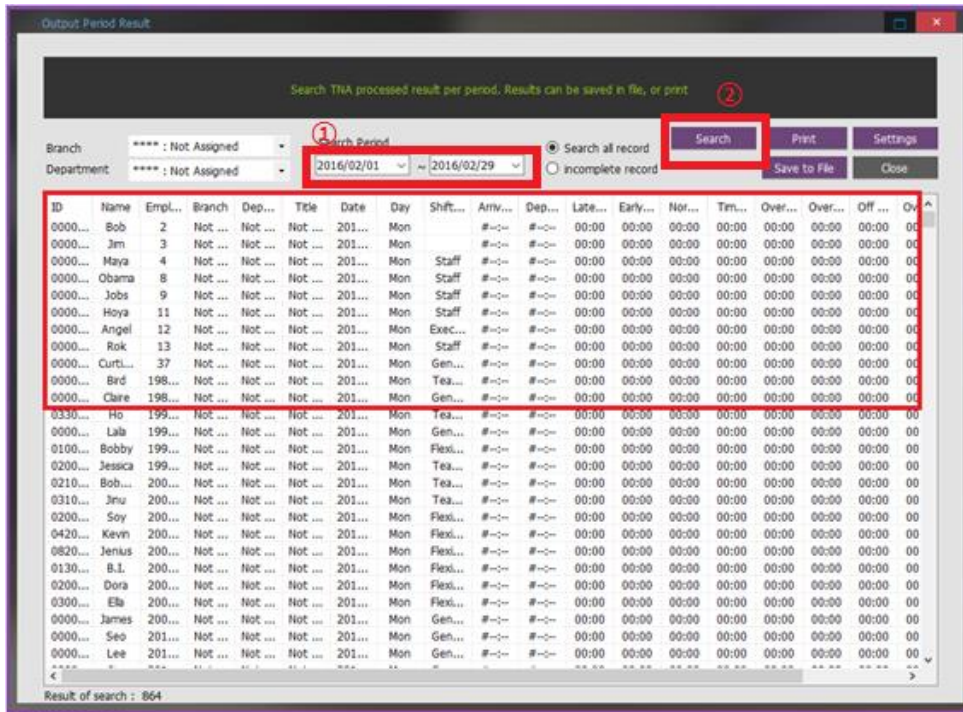 Output Period Result
Search TNA processed result per period. Results can be saved in file, or print
②
①
Branch **** : Not Assigned Search Period Search all record Search Print Settings
Department **** : Not Assigned 2016/02/01 ~ 2016/02/29 incomplete record Save to File Close
ID Name Empl... Branch Dep... Title Date Day Shift... Arriv... Dep... Late... Early... Nor... Tim... Over... Over... Off ... Ov
0000... Bob 2 Not ... Not ... Not ... 201... Mon #--:-- #--:-- 00:00 00:00 00:00 00:00 00:00 00:00 00:00 00
0000... Jim 3 Not ... Not ... Not ... 201... Mon #--:-- #--:-- 00:00 00:00 00:00 00:00 00:00 00:00 00:00 00
0000... Maya 4 Not ... Not ... Not ... 201... Mon Staff #--:-- #--:-- 00:00 00:00 00:00 00:00 00:00 00:00 00:00 00
0000... Obama 8 Not ... Not ... Not ... 201... Mon Staff #--:-- #--:-- 00:00 00:00 00:00 00:00 00:00 00:00 00:00 00
0000... Jobs 9 Not ... Not ... Not ... 201... Mon Staff #--:-- #--:-- 00:00 00:00 00:00 00:00 00:00 00:00 00:00 00
0000... Hoya 11 Not ... Not ... Not ... 201... Mon Staff #--:-- #--:-- 00:00 00:00 00:00 00:00 00:00 00:00 00:00 00
0000... Angel 12 Not ... Not ... Not ... 201... Mon Exec... #--:-- #--:-- 00:00 00:00 00:00 00:00 00:00 00:00 00:00 00
0000... Rok 13 Not ... Not ... Not ... 201... Mon Staff #--:-- #--:-- 00:00 00:00 00:00 00:00 00:00 00:00 00:00 00
0000... Curti... 37 Not ... Not ... Not ... 201... Mon Gen... #--:-- #--:-- 00:00 00:00 00:00 00:00 00:00 00:00 00:00 00
0000... Bird 198... Not ... Not ... Not ... 201... Mon Tea... #--:-- #--:-- 00:00 00:00 00:00 00:00 00:00 00:00 00:00 00
0000... Claire 198... Not ... Not ... Not ... 201... Mon Gen... #--:-- #--:-- 00:00 00:00 00:00 00:00 00:00 00:00 00:00 00
0330... Ho 199... Not ... Not ... Not ... 201... Mon Tea... #--:-- #--:-- 00:00 00:00 00:00 00:00 00:00 00:00 00:00 00
0000... Lala 199... Not ... Not ... Not ... 201... Mon Gen... #--:-- #--:-- 00:00 00:00 00:00 00:00 00:00 00:00 00:00 00
0100... Bobby 199... Not ... Not ... Not ... 201... Mon Flexi... #--:-- #--:-- 00:00 00:00 00:00 00:00 00:00 00:00 00:00 00
0200... Jessica 199... Not ... Not ... Not ... 201... Mon Tea... #--:-- #--:-- 00:00 00:00 00:00 00:00 00:00 00:00 00:00 00
0210... Bob... 200... Not ... Not ... Not ... 201... Mon Tea... #--:-- #--:-- 00:00 00:00 00:00 00:00 00:00 00:00 00:00 00
0310... Jinu 200... Not ... Not ... Not ... 201... Mon Tea... #--:-- #--:-- 00:00 00:00 00:00 00:00 00:00 00:00 00:00 00
0200... Soy 200... Not ... Not ... Not ... 201... Mon Flexi... #--:-- #--:-- 00:00 00:00 00:00 00:00 00:00 00:00 00:00 00
0420... Kevin 200... Not ... Not ... Not ... 201... Mon Flexi... #--:-- #--:-- 00:00 00:00 00:00 00:00 00:00 00:00 00:00 00
0820... Jenius 200... Not ... Not ... Not ... 201... Mon Flexi... #--:-- #--:-- 00:00 00:00 00:00 00:00 00:00 00:00 00:00 00
0130... B.I. 200... Not ... Not ... Not ... 201... Mon Flexi... #--:-- #--:-- 00:00 00:00 00:00 00:00 00:00 00:00 00:00 00
0200... Dora 200... Not ... Not ... Not ... 201... Mon Flexi... #--:-- #--:-- 00:00 00:00 00:00 00:00 00:00 00:00 00:00 00
0300... Ella 200... Not ... Not ... Not ... 201... Mon Flexi... #--:-- #--:-- 00:00 00:00 00:00 00:00 00:00 00:00 00:00 00
0000... James 200... Not ... Not ... Not ... 201... Mon Gen... #--:-- #--:-- 00:00 00:00 00:00 00:00 00:00 00:00 00:00 00
0000... Seo 201... Not ... Not ... Not ... 201... Mon Gen... #--:-- #--:-- 00:00 00:00 00:00 00:00 00:00 00:00 00:00 00
0000... Lee 201... Not ... Not ... Not ... 201... Mon Gen... #--:-- #--:-- 00:00 00:00 00:00 00:00 00:00 00:00 00:00 00
Result of search : 864